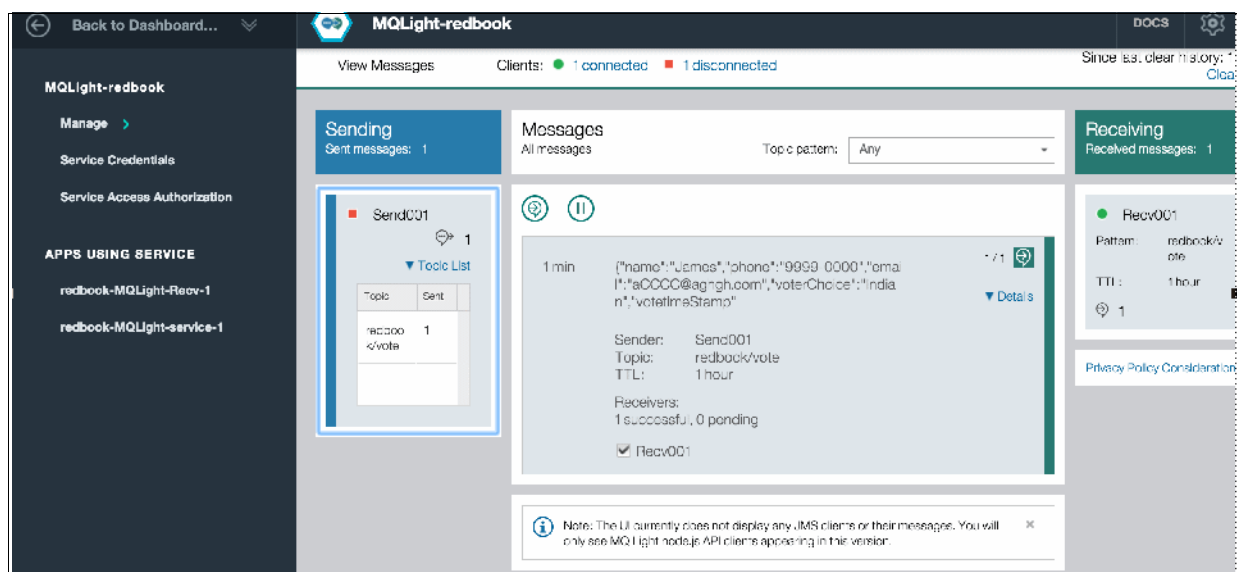 Back to Dashboard...
MQLight-redbook
DOCS
MQLight-redbook
Manage >
Service Credentials
Service Access Authorization
APPS USING SERVICE
redbook-MQLight-Recv-1
redbook-MQLight-service-1
View Messages
Clients: 1 connected 1 disconnected
Since last clear history:
Clea
Sending
Sent messages: 1
Messages
All messages
Topic pattern: Any
Receiving
Received messages: 1
Send001
1
▼ Topic List
Topic Sent
redboo 1
k/vote
1 min
{"name":"James","phone":"9999-0000","emai
l":"aCCCC@aghgh.com","voterChoice":"India
n","votetimeStamp"
1 / 1
▼ Details
Sender: Send001
Topic: redbook/vote
TTL: 1 hour
Receivers:
1 successful, 0 pending
Recv001
Recv001
Pattern: redbook/v
ote
TTL: 1 hour
1
Privacy Policy Consideration
Note: The UI currently does not display any JMS clients or their messages. You will
only see MQ Light node.js API clients appearing in this version.